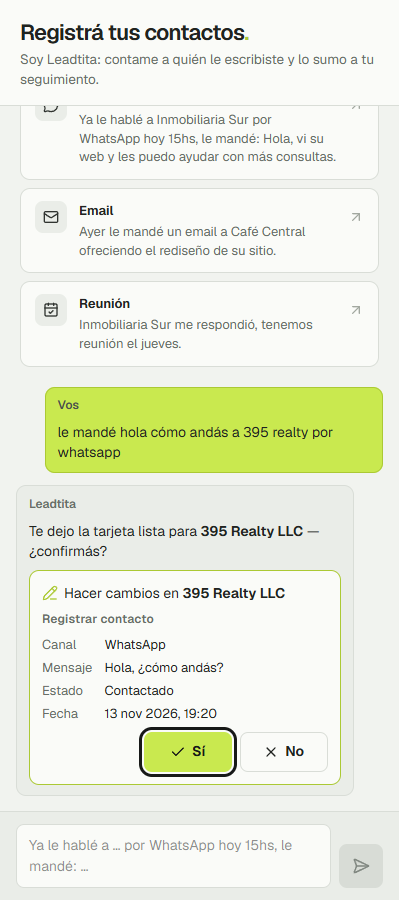 Registrá tus contactos.
Soy Leadtita: contame a quién le escribiste y lo sumo a tu
seguimiento.
Ya le hablé a Inmobiliaria Sur por
WhatsApp hoy 15hs, le mandé: Hola, vi su
web y les puedo ayudar con más consultas.
Email
Ayer le mandé un email a Café Central
ofreciendo el rediseño de su sitio.
Reunión
Inmobiliaria Sur me respondió, tenemos
reunión el jueves.
Vos
le mandé hola cómo andás a 395 realty por
whatsapp
Leadtita
Te dejo la tarjeta lista para 395 Realty LLC —
¿confirmás?
Hacer cambios en 395 Realty LLC
Registrar contacto
Canal WhatsApp
Mensaje Hola, ¿cómo andás?
Estado Contactado
Fecha 13 nov 2026, 19:20
Sí No
Ya le hablé a ... por WhatsApp hoy 15hs, le
mandé: ...